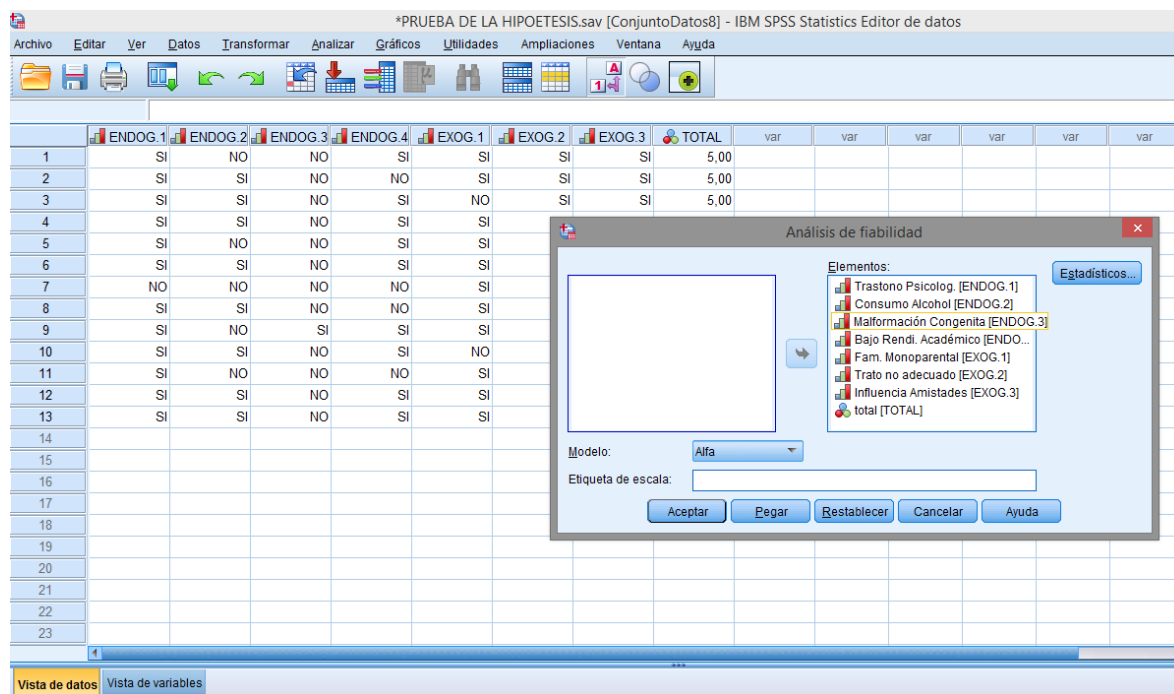 *PRUEBA DE LA HIPOETESIS.sav [ConjuntoDatos8] - IBM SPSS Statistics Editor de datos
Archivo Editar Ver Datos Transformar Analizar Gráficos Utilidades Ampliaciones Ventana Ayuda
ENDOG.1 ENDOG.2 ENDOG.3 ENDOG.4 EXOG.1 EXOG.2 EXOG.3 TOTAL var var var var var var
1 SI NO NO SI SI SI SI 5,00
2 SI SI NO NO SI SI SI 5,00
3 SI SI NO SI NO SI SI 5,00
4 SI SI NO SI SI
5 SI NO NO SI SI
6 SI SI NO SI SI
7 NO NO NO NO SI
8 SI SI NO NO SI
9 SI NO SI SI SI
10 SI SI NO SI NO
11 SI NO NO NO SI
12 SI SI NO SI SI
13 SI SI NO SI SI
14
15
16
17
18
19
20
21
22
23
Análisis de fiabilidad
Elementos:
Estadísticos...
Trastono Psicolog. [ENDOG.1]
Consumo Alcohol [ENDOG.2]
Malformación Congenita [ENDOG.3]
Bajo Rendi. Académico [ENDO...
Fam. Monoparental [EXOG.1]
Trato no adecuado [EXOG.2]
Influencia Amistades [EXOG.3]
total [TOTAL]
Modelo: Alfa
Etiqueta de escala:
Aceptar Pegar Restablecer Cancelar Ayuda
Vista de datos Vista de variables